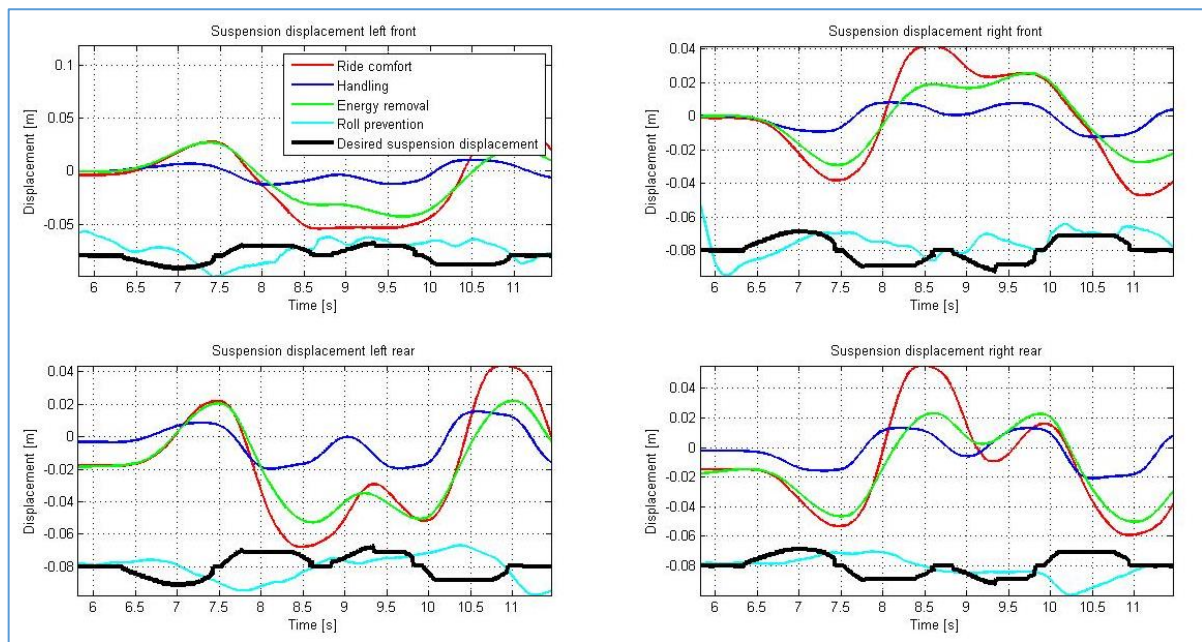 Suspension displacement left front
0.1
0.05
0
-0.05
Displacement [m]
Ride comfort
Handling
Energy removal
Roll prevention
Desired suspension displacement
6 6.5 7 7.5 8 8.5 9 9.5 10 10.5 11
Time [s]
Suspension displacement right front
0.04
0.02
0
-0.02
-0.04
-0.06
-0.08
Displacement [m]
6 6.5 7 7.5 8 8.5 9 9.5 10 10.5 11
Time [s]
Suspension displacement left rear
0.04
0.02
0
-0.02
-0.04
-0.06
-0.08
Displacement [m]
6 6.5 7 7.5 8 8.5 9 9.5 10 10.5 11
Time [s]
Suspension displacement right rear
0.04
0.02
0
-0.02
-0.04
-0.06
-0.08
Displacement [m]
6 6.5 7 7.5 8 8.5 9 9.5 10 10.5 11
Time [s]